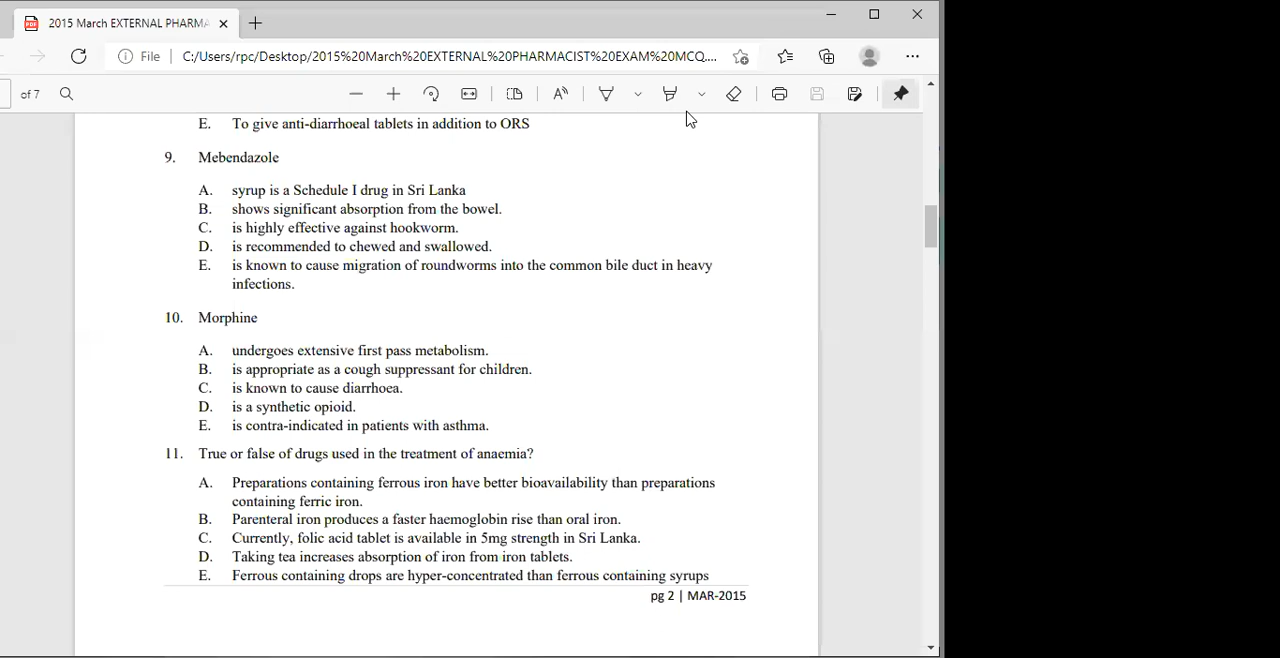 2015 March EXTERNAL PHARMA
File
C:/Users/rpc/Desktop/2015%20March%20EXTERNAL%20PHARMACIST%20EXAM%20MCQ....
of 7
E. To give anti-diarrhoeal tablets in addition to ORS
9. Mebendazole
A. syrup is a Schedule I drug in Sri Lanka
B. shows significant absorption from the bowel.
C. is highly effective against hookworm.
D. is recommended to chewed and swallowed.
E. is known to cause migration of roundworms into the common bile duct in heavy
infections.
10. Morphine
A. undergoes extensive first pass metabolism.
B. is appropriate as a cough suppressant for children.
C. is known to cause diarrhoea.
D. is a synthetic opioid.
E. is contra-indicated in patients with asthma.
11. True or false of drugs used in the treatment of anaemia?
A. Preparations containing ferrous iron have better bioavailability than preparations
containing ferric iron.
B. Parenteral iron produces a faster haemoglobin rise than oral iron.
C. Currently, folic acid tablet is available in 5mg strength in Sri Lanka.
D. Taking tea increases absorption of iron from iron tablets.
E. Ferrous containing drops are hyper-concentrated than ferrous containing syrups
pg 2 | MAR-2015